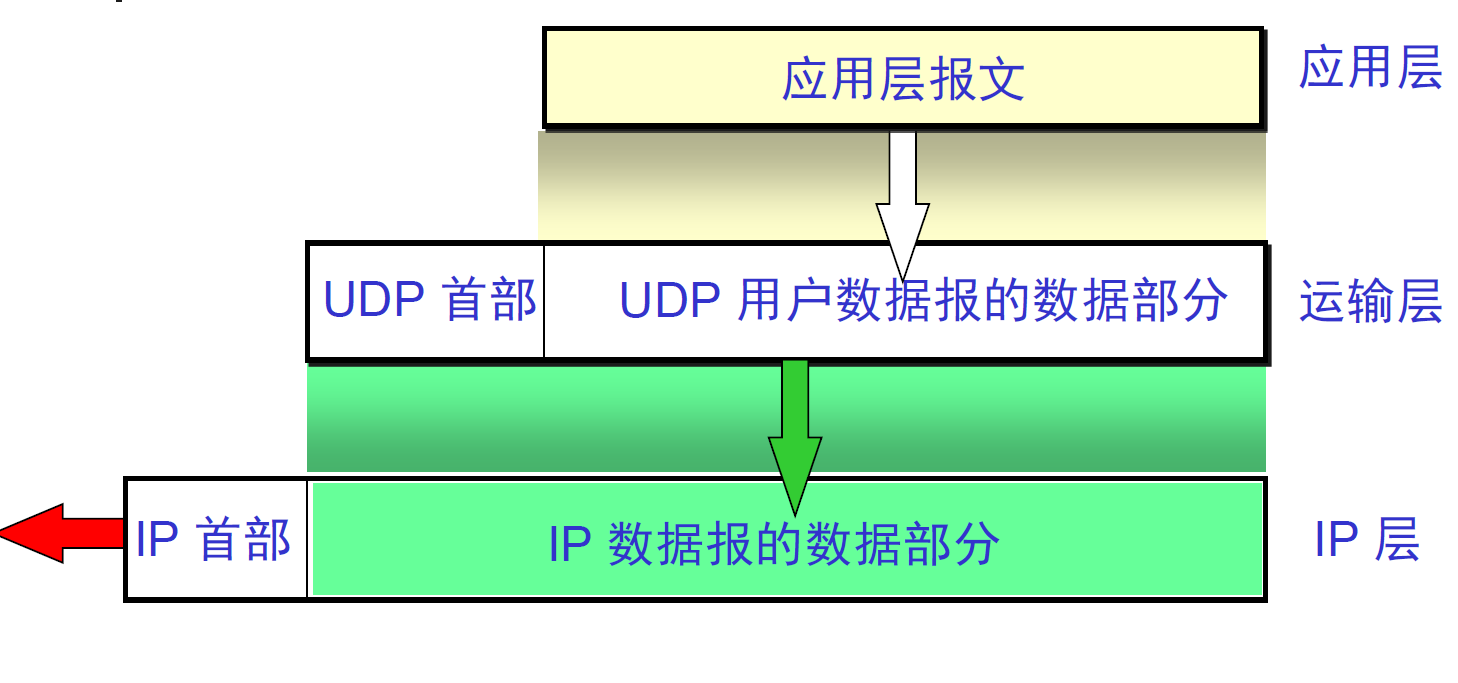 应用层报文
应用层
UDP 首部
UDP 用户数据报的数据部分
运输层
IP 首部
IP 数据报的数据部分
IP 层